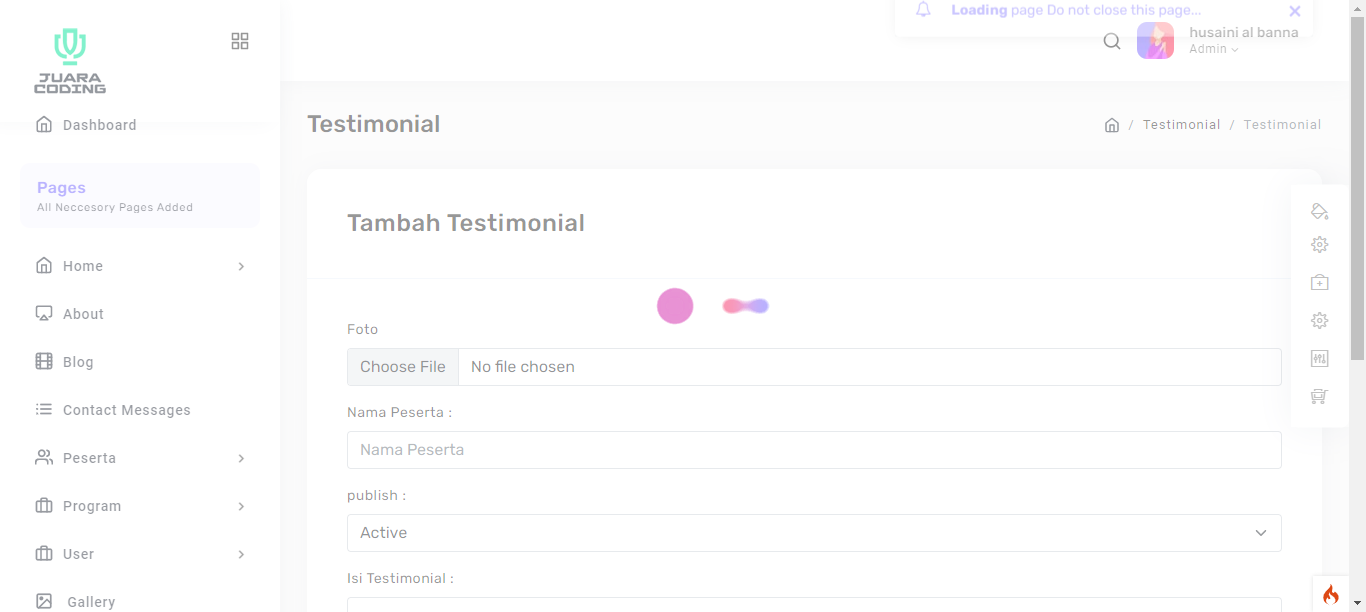 Loading page Do not close this page...
husaini al banna
Admin
JUARA
CODING
Dashboard
Pages
All Neccesory Pages Added
Home
About
Blog
Contact Messages
Peserta
Program
User
Gallery
Testimonial
/ Testimonial / Testimonial
Tambah Testimonial
Foto
Choose File No file chosen
Nama Peserta :
Nama Peserta
publish :
Active
Isi Testimonial :